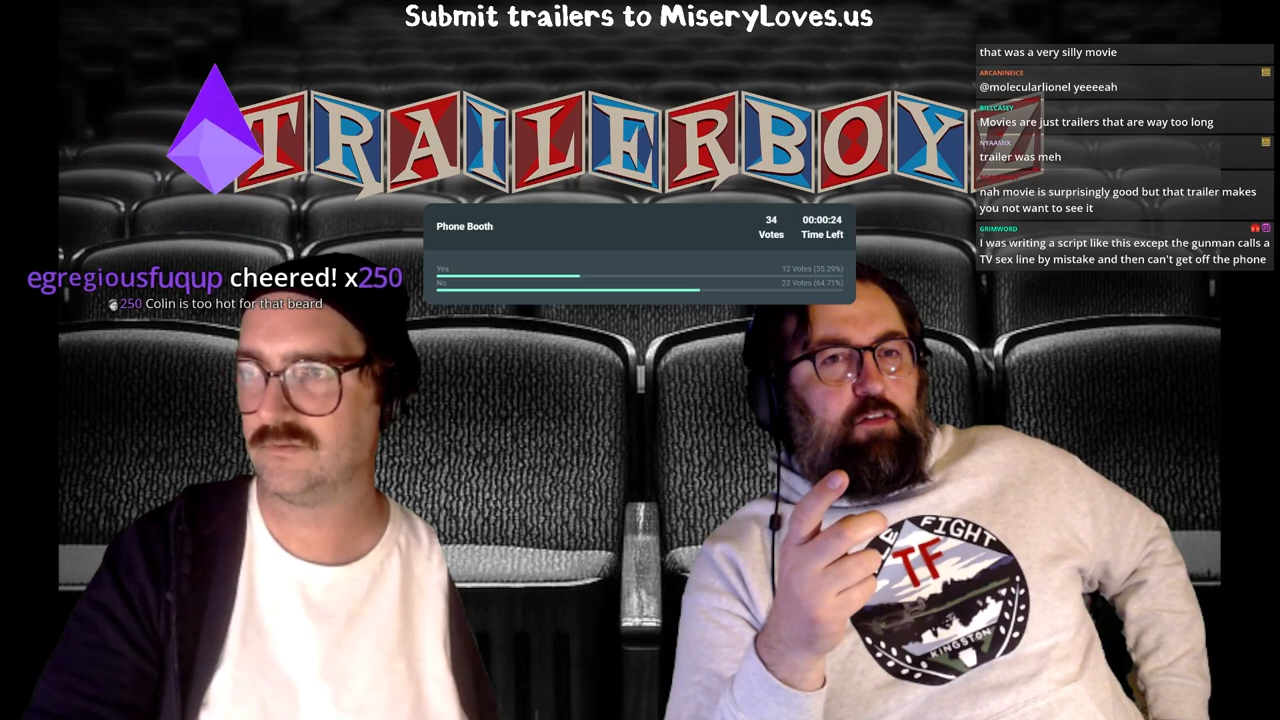 Submit trailers to MiseryLoves.us
TRAILERBOYZ
Phone Booth
34
Votes
00:00:24
Time Left
Yes
12 Votes (35.29%)
No
22 Votes (64.71%)
egregiousfuqup cheered! x250
250 Colin is too hot for that beard
that was a very silly movie
ARCANINEICE
@molecularlionel yeeeeah
BILLCASEY
Movies are just trailers that are way too long
NYAAMIX
trailer was meh
nah movie is surprisingly good but that trailer makes
you not want to see it
GRIMWORD
I was writing a script like this except the gunman calls a
TV sex line by mistake and then can't get off the phone
FIGHT
TF
KINGSTON